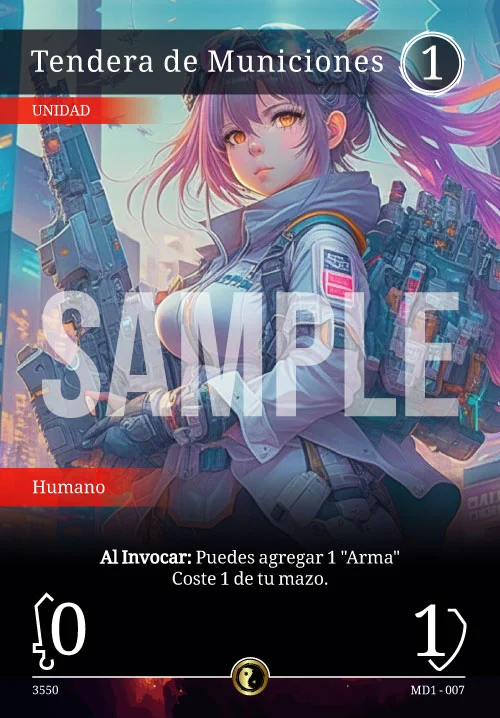 Tendera de Municiones
1
UNIDAD
SAMPLE
Humano
Al Invocar: Puedes agregar 1 "Arma"
Coste 1 de tu mazo.
0
1
3550
MD1 - 007